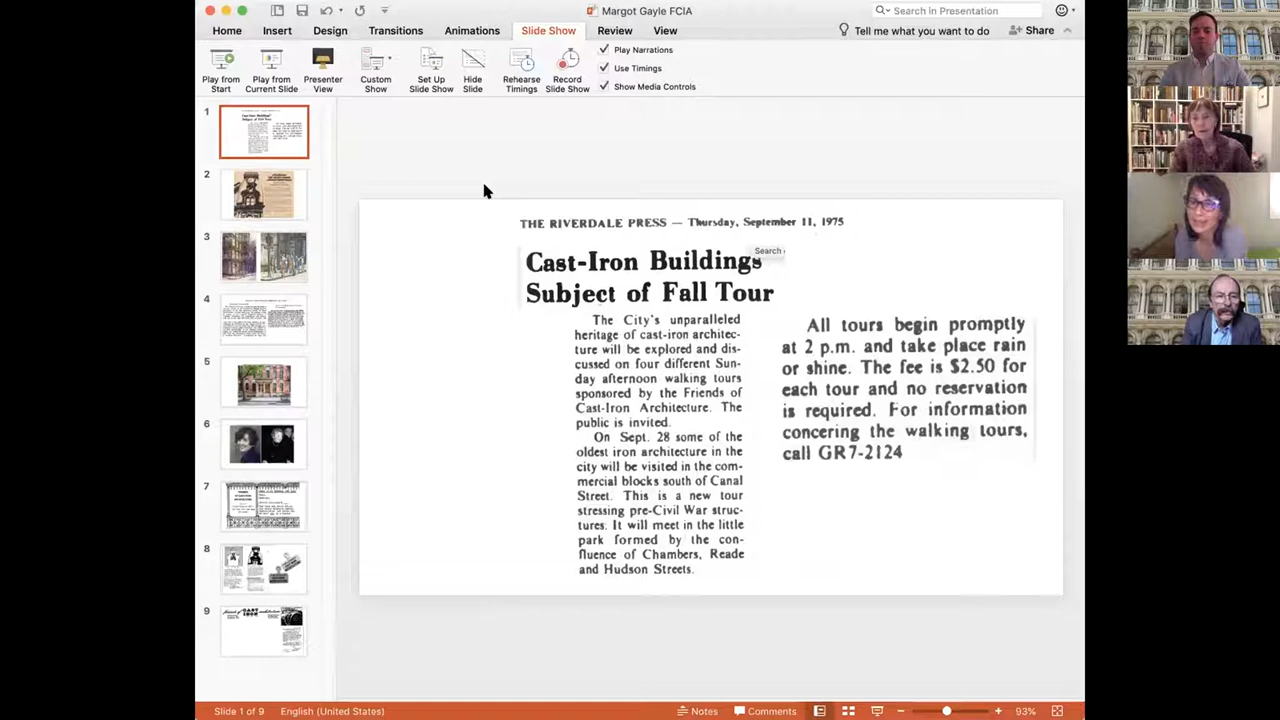 Margot Gayle FCIA
Search in Presentation
Home
Insert
Design
Transitions
Animations
Slide Show
Review
View
Tell me what you want to do
Share
Play from
Start
Play from
Current Slide
Presenter
View
Custom
Show
Set Up
Slide Show
Hide
Slide
Rehearse
Timings
Record
Slide Show
Play Narrations
Use Timings
Show Media Controls
1
2
3
4
5
6
7
8
9
THE RIVERDALE PRESS — Thursday, September 11, 1975
Search
Cast-Iron Buildings
Subject of Fall Tour
The City's unparalleled
heritage of cast-iron architec-
ture will be explored and dis-
cussed on four different Sun-
day afternoon walking tours
sponsored by the Friends of
Cast-Iron Architecture. The
public is invited.
On Sept. 28 some of the
oldest iron architecture in the
city will be visited in the com-
mercial blocks south of Canal
Street. This is a new tour
stressing pre-Civil War struc-
tures. It will meet in the little
park formed by the con-
fluence of Chambers, Reade
and Hudson Streets.
All tours begin promptly
at 2 p.m. and take place rain
or shine. The fee is $2.50 for
each tour and no reservation
is required. For information
concering the walking tours,
call GR7-2124
Slide 1 of 9
English (United States)
Notes
Comments
93%